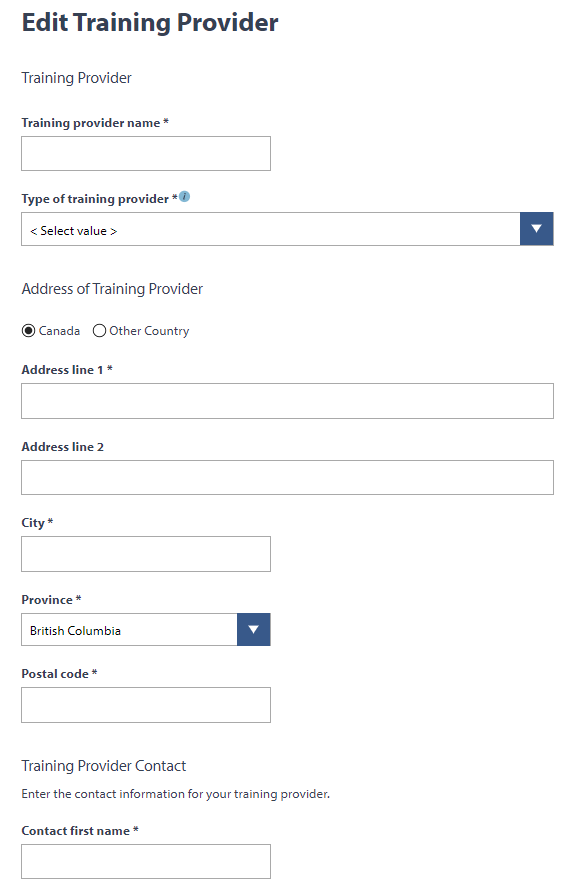 Edit Training Provider
Training Provider
Training provider name *
Type of training provider * i
< Select value >
Address of Training Provider
Canada Other Country
Address line 1 *
Address line 2
City *
Province *
British Columbia
Postal code *
Training Provider Contact
Enter the contact information for your training provider.
Contact first name *